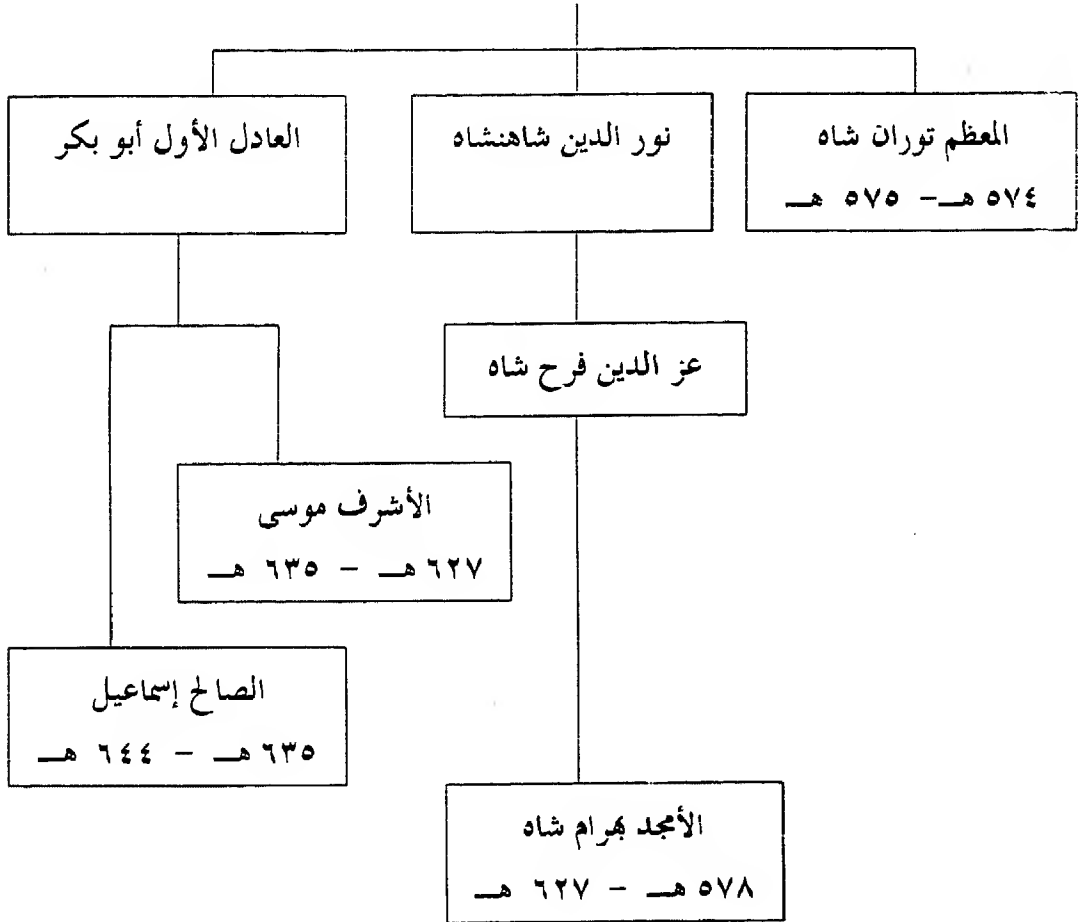 المعظم توران شاه
٥٧٤ هـ – ٥٧٥ هـ
نور الدين شاهنشاه
العادل الأول أبو بكر
عز الدين فرح شاه
الأشرف موسى
٦٢٧ هـ – ٦٣٥ هـ
الصالح إسماعيل
٦٣٥ هـ – ٦٤٤ هـ
الأمجد بهرام شاه
٥٧٨ هـ – ٦٢٧ هـ